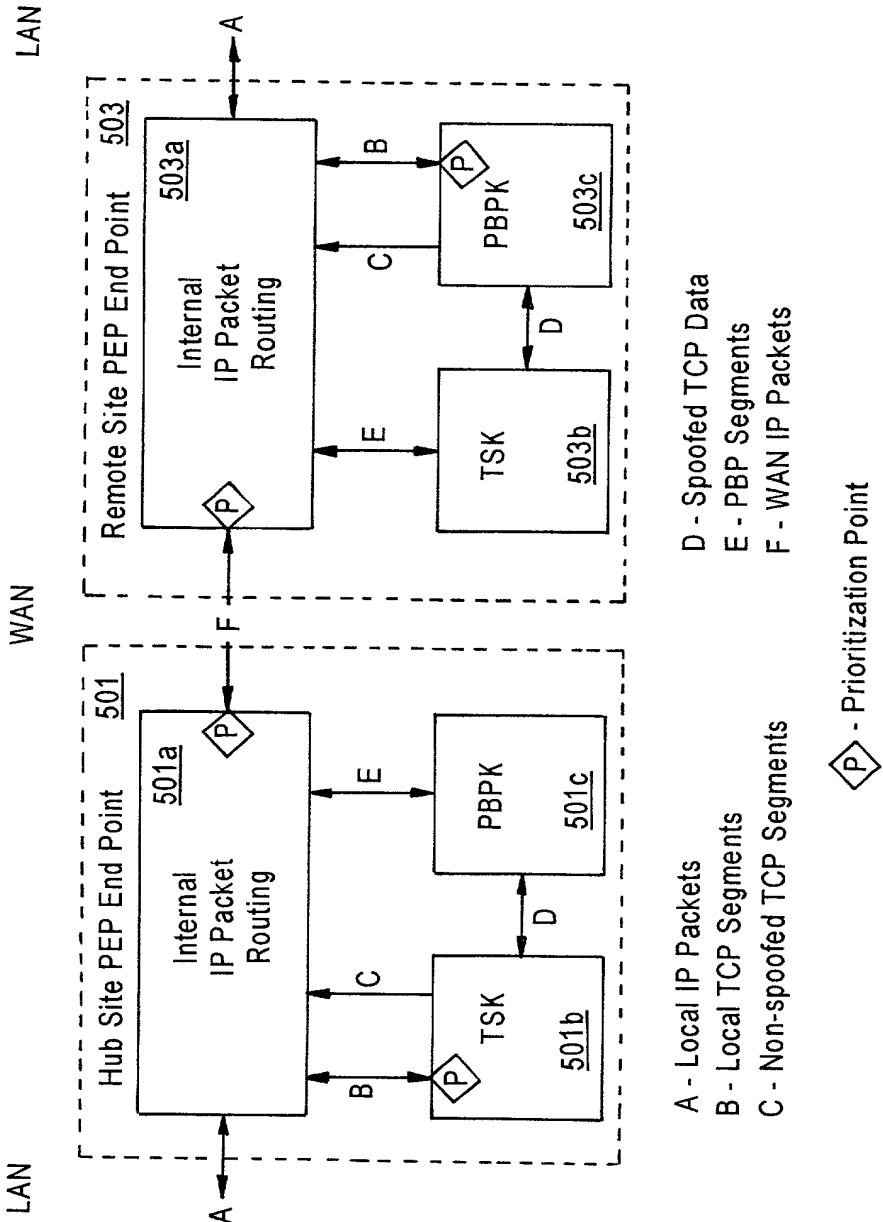 LAN
WAN
LAN
Hub Site PEP End Point
501
501a
Internal
IP Packet
Routing
P
A
B
C
E
P
TSK
501b
D
PBPK
501c
F
Remote Site PEP End Point
503
503a
Internal
IP Packet
Routing
P
A
E
C
B
TSK
503b
D
P
PBPK
503c
A - Local IP Packets
B - Local TCP Segments
C - Non-spoofed TCP Segments
D - Spoofed TCP Data
E - PBP Segments
F - WAN IP Packets
P - Prioritization Point